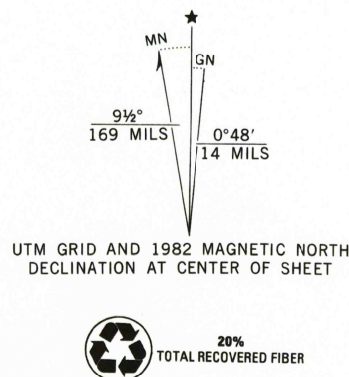 ★
MN
GN
9½°
169 MILS
0°48′
14 MILS
UTM GRID AND 1982 MAGNETIC NORTH
DECLINATION AT CENTER OF SHEET
20%
TOTAL RECOVERED FIBER